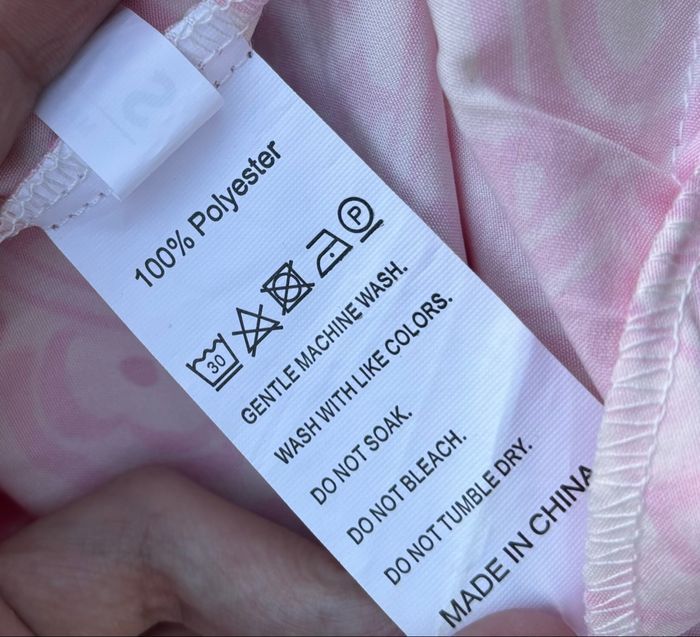 100% Polyester
30 P
GENTLE MACHINE WASH.
WASH WITH LIKE COLORS.
DO NOT SOAK.
DO NOT BLEACH.
DO NOT TUMBLE DRY.
MADE IN CHINA